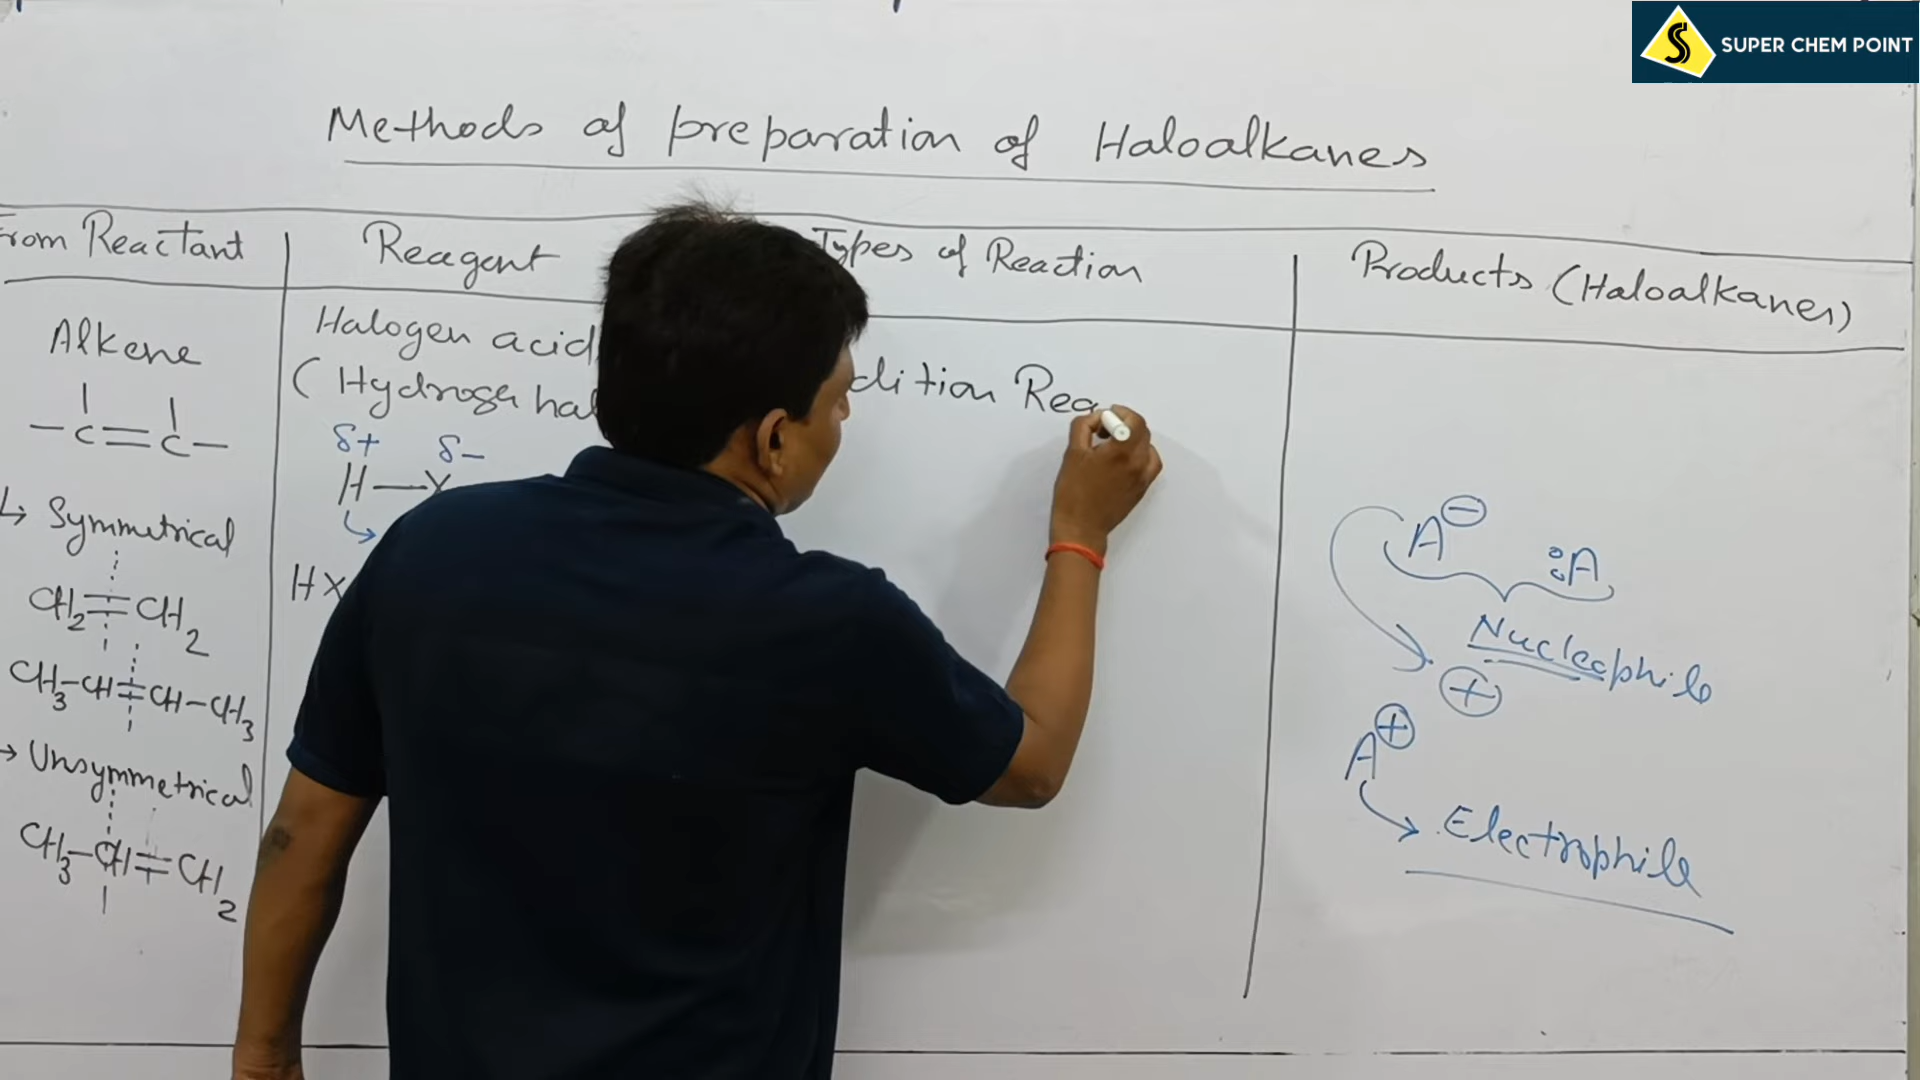 SUPER CHEM POINT
Methods of preparation of Haloalkanes
From Reactant
Reagent
Types of Reaction
Products (Haloalkanes)
Alkene
—C=C—
↳ Symmetrical
CH2=CH2
CH3–CH=CH–CH3
→ Unsymmetrical
CH3–CH=CH2
Halogen acid
(Hydrogen hal
δ+ δ–
H—X
HX
dition Rea
A⊖ :A
Nucleophile
⊕
A⊕
Electrophile